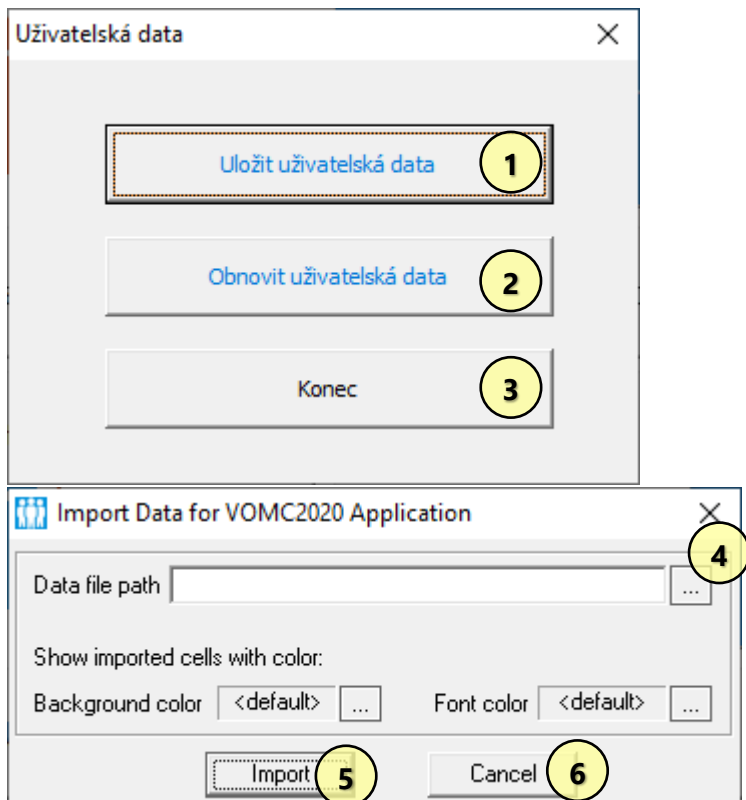 Uživatelská data
Uložit uživatelská data 1
Obnovit uživatelská data 2
Konec 3
Import Data for VOMC2020 Application
4
Data file path ...
Show imported cells with color:
Background color <default> ... Font color <default> ...
Import 5 Cancel 6